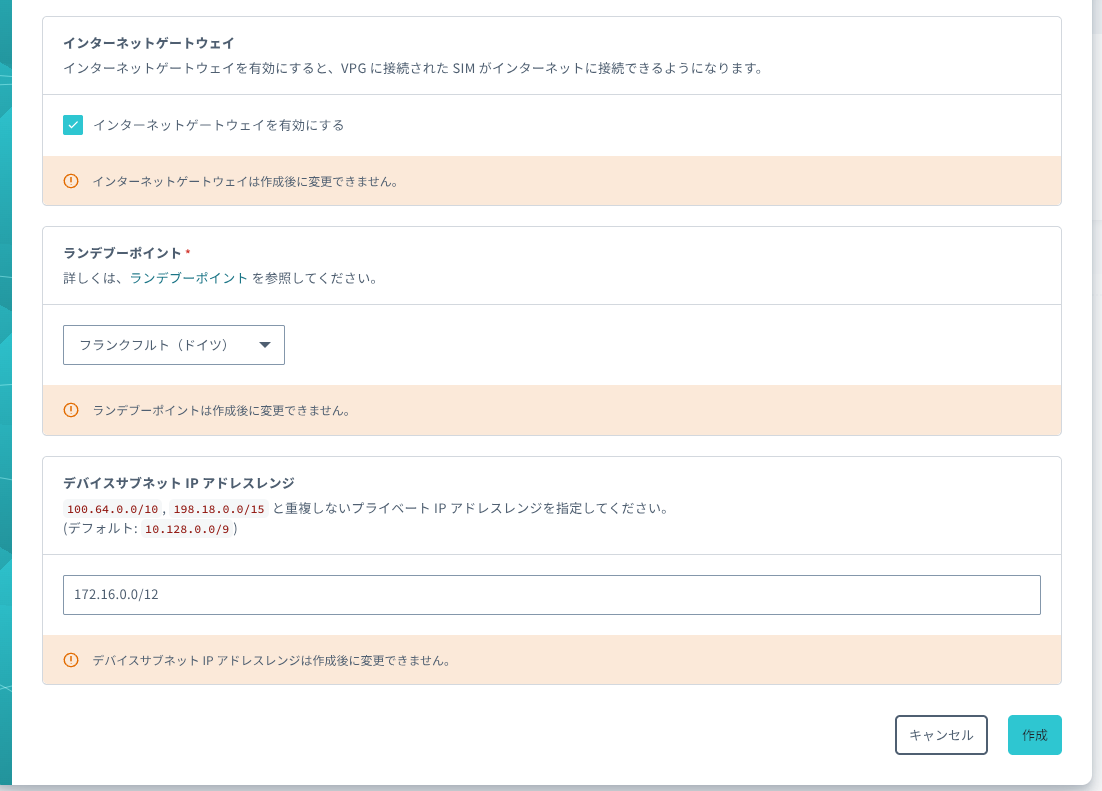 インターネットゲートウェイ
インターネットゲートウェイを有効にすると、VPG に接続された SIM がインターネットに接続できるようになります。
インターネットゲートウェイを有効にする
インターネットゲートウェイは作成後に変更できません。
ランデブーポイント *
詳しくは、ランデブーポイント を参照してください。
フランクフルト（ドイツ）
ランデブーポイントは作成後に変更できません。
デバイスサブネット IP アドレスレンジ
100.64.0.0/10 , 198.18.0.0/15 と重複しないプライベート IP アドレスレンジを指定してください。
(デフォルト: 10.128.0.0/9 )
172.16.0.0/12
デバイスサブネット IP アドレスレンジは作成後に変更できません。
キャンセル 作成